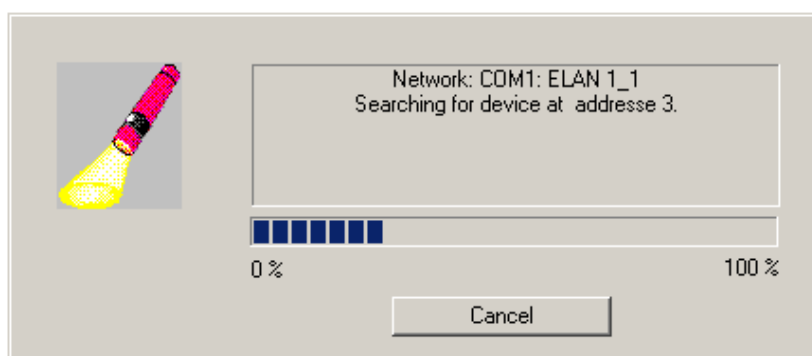 Network: COM1: ELAN 1_1
Searching for device at  addresse 3.
0 %
100 %
Cancel